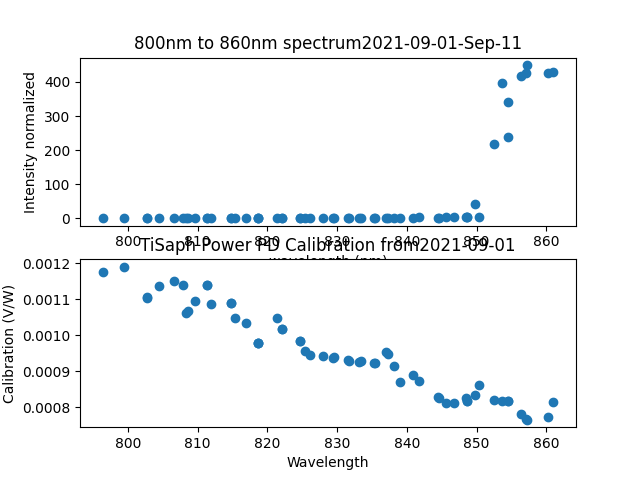 800nm to 860nm spectrum2021-09-01-Sep-11
Intensity normalized
400
300
200
100
0
800 810 820 830 840 850 860
wavelength (nm)
TiSaph Power PD Calibration from2021-09-01
Calibration (V/W)
0.0012
0.0011
0.0010
0.0009
0.0008
800 810 820 830 840 850 860
Wavelength